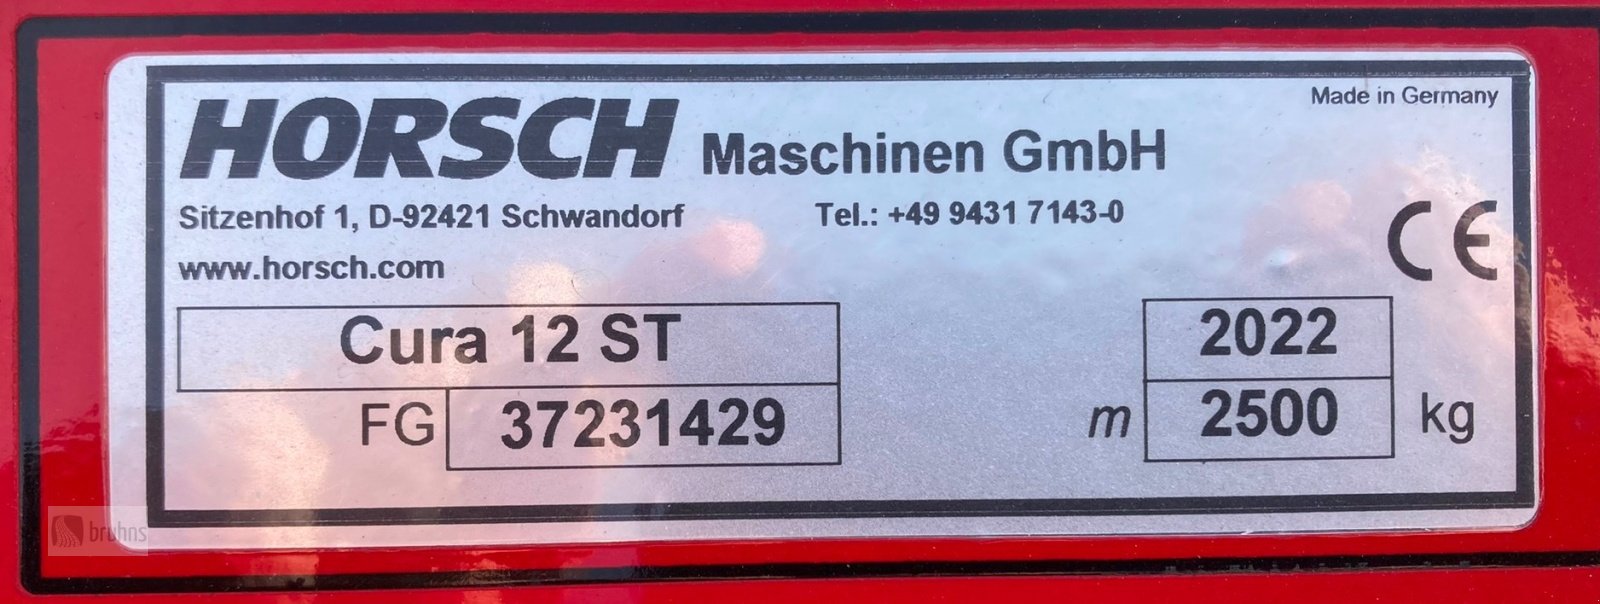 Made in Germany
HORSCH Maschinen GmbH
Sitzenhof 1, D-92421 Schwandorf Tel.: +49 9431 7143-0
www.horsch.com
CE
Cura 12 ST 2022
FG 37231429 m 2500 kg
bruhns